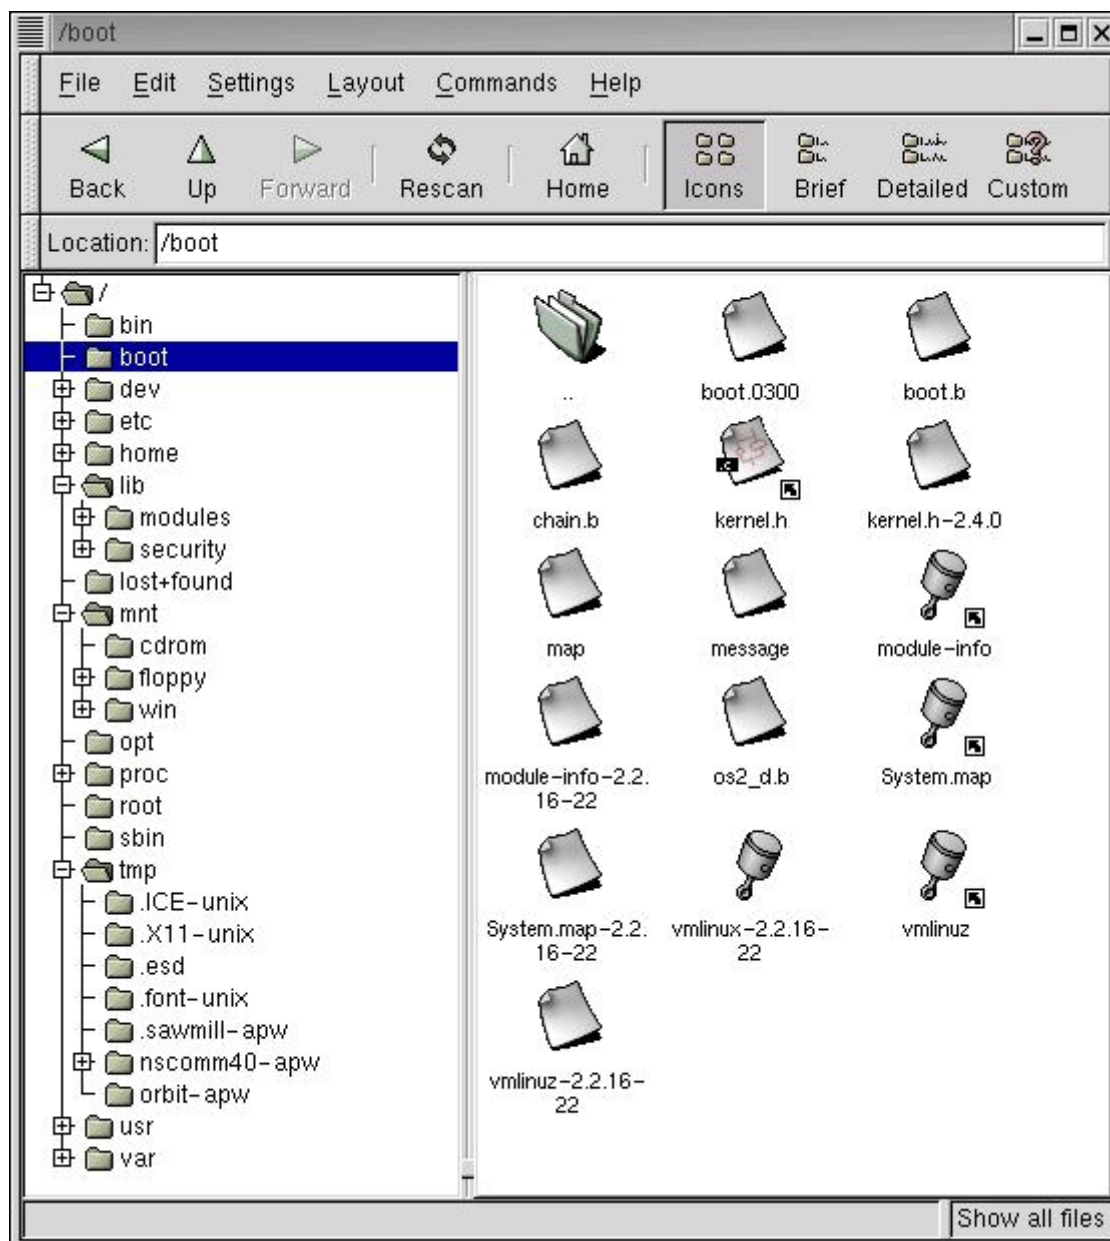 /boot
File Edit Settings Layout Commands Help
Back Up Forward Rescan Home Icons Brief Detailed Custom
Location: /boot
/
bin
boot
dev
etc
home
lib
modules
security
lost+found
mnt
cdrom
floppy
win
opt
proc
root
sbin
tmp
.ICE-unix
.X11-unix
.esd
.font-unix
.sawmill-apw
nscomm40-apw
orbit-apw
usr
var
.. boot.0300 boot.b
.c
chain.b kernel.h kernel.h-2.4.0
map message module-info
module-info-2.2.
16-22
os2_d.b System.map
System.map-2.2.
16-22
vmlinux-2.2.16-
22
vmlinuz
vmlinuz-2.2.16-
22
Show all files